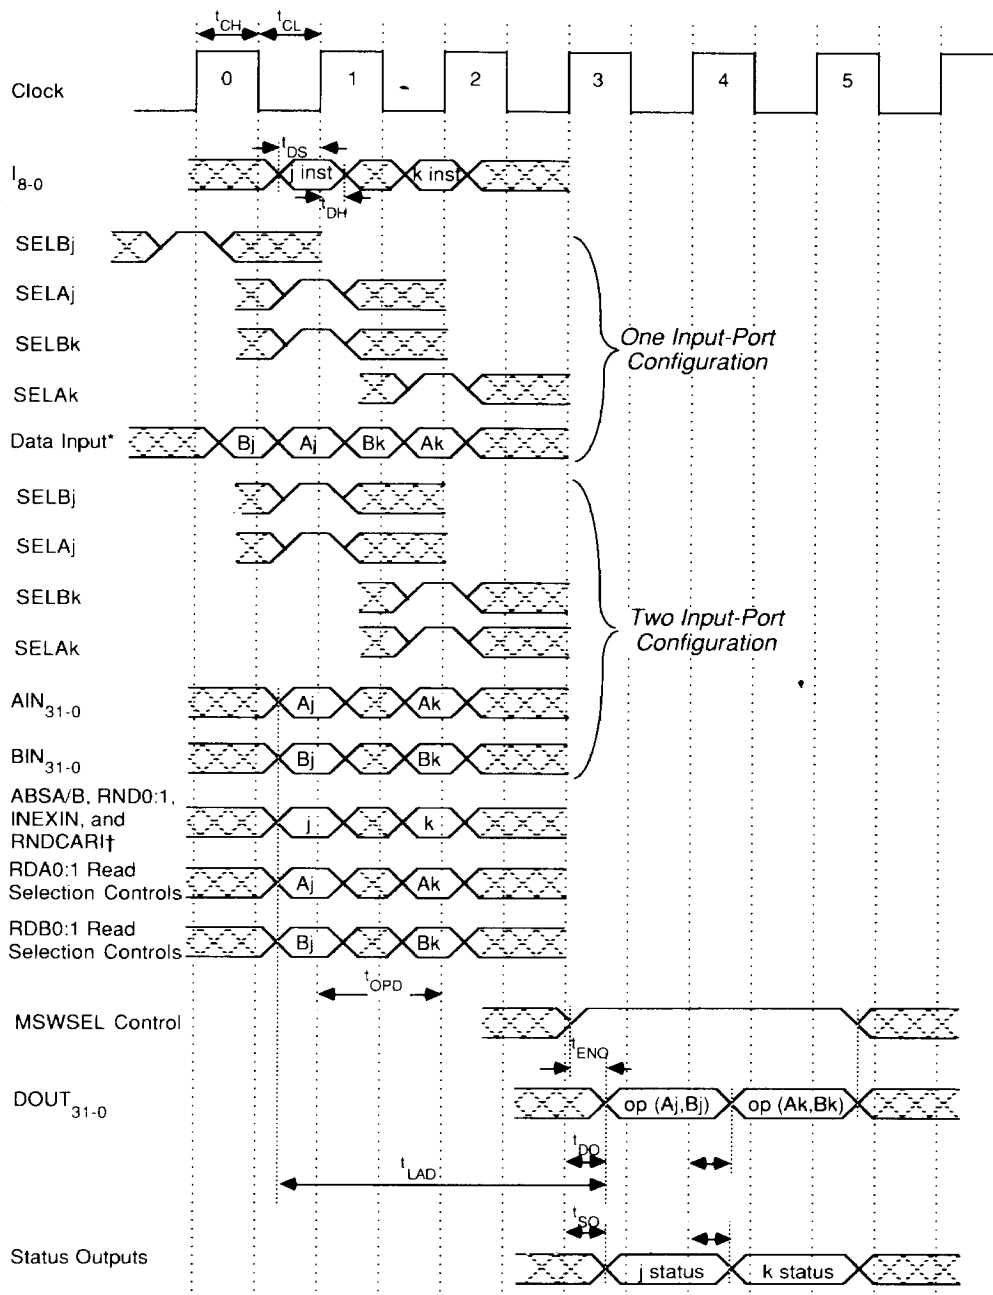 tCH tCL
Clock 0 1 2 3 4 5
tDS
I8-0 j inst k inst
tDH
SELBj
SELAj
SELBk
SELAk
One Input-Port
Configuration
Data Input* Bj Aj Bk Ak
SELBj
SELAj
SELBk
SELAk
Two Input-Port
Configuration
AIN31-0 Aj Ak
BIN31-0 Bj Bk
ABSA/B, RND0:1,
INEXIN, and
RNDCARI† j k
RDA0:1 Read
Selection Controls Aj Ak
RDB0:1 Read
Selection Controls Bj Bk
tOPD
MSWSEL Control
tENO
DOUT31-0 op (Aj,Bj) op (Ak,Bk)
tDO
tLAD
tSO
Status Outputs j status k status